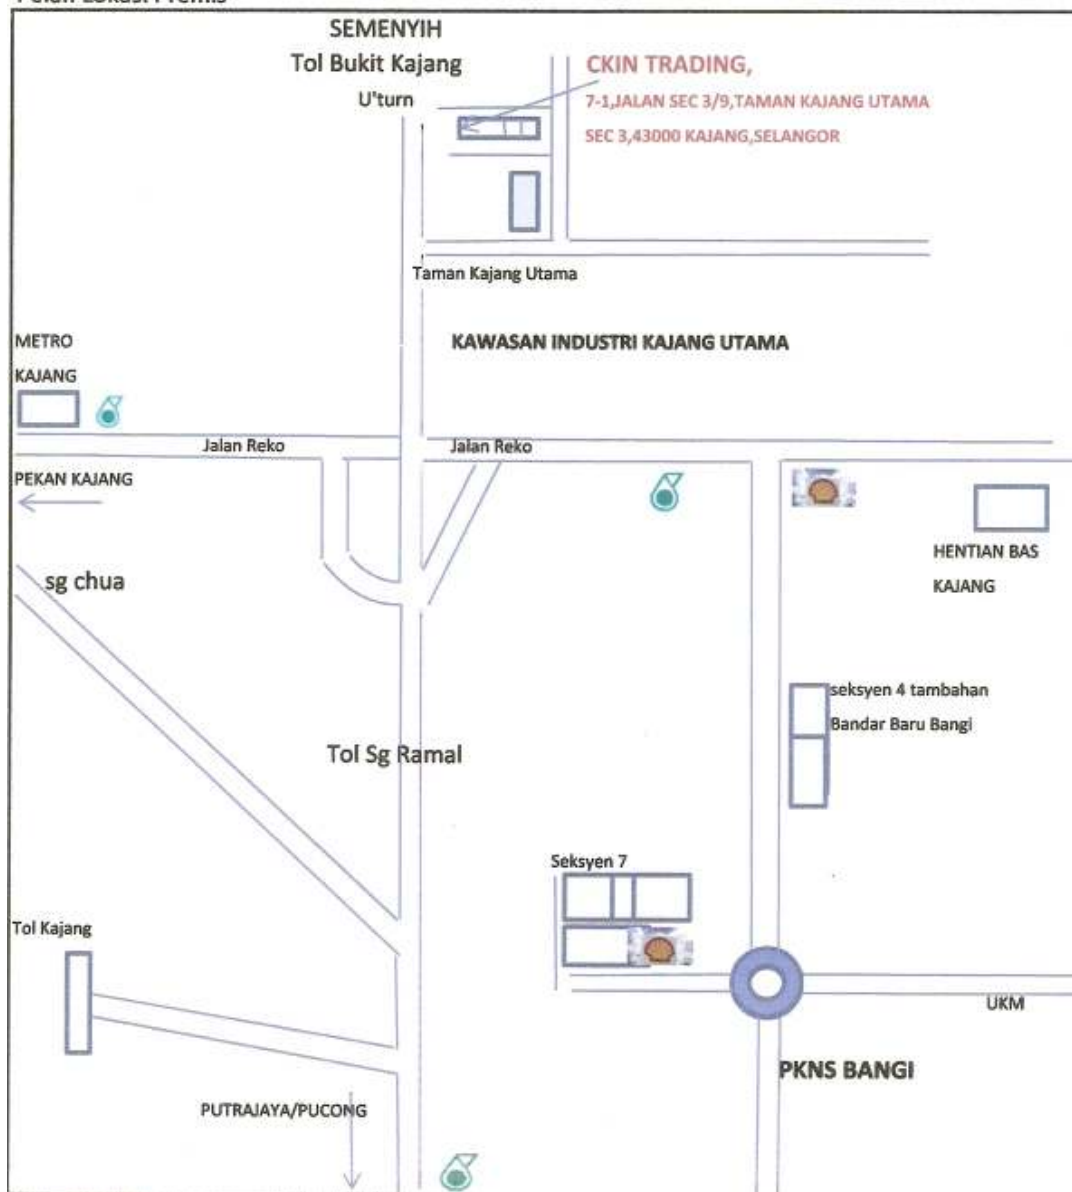 Pelan Lokasi Premis
SEMENYIH
Tol Bukit Kajang
U'turn
CKIN TRADING,
7-1,JALAN SEC 3/9,TAMAN KAJANG UTAMA
SEC 3,43000 KAJANG,SELANGOR
Taman Kajang Utama
METRO
KAJANG
KAWASAN INDUSTRI KAJANG UTAMA
Jalan Reko
Jalan Reko
PEKAN KAJANG
HENTIAN BAS
KAJANG
sg chua
seksyen 4 tambahan
Bandar Baru Bangi
Tol Sg Ramal
Seksyen 7
Tol Kajang
UKM
PKNS BANGI
PUTRAJAYA/PUCONG